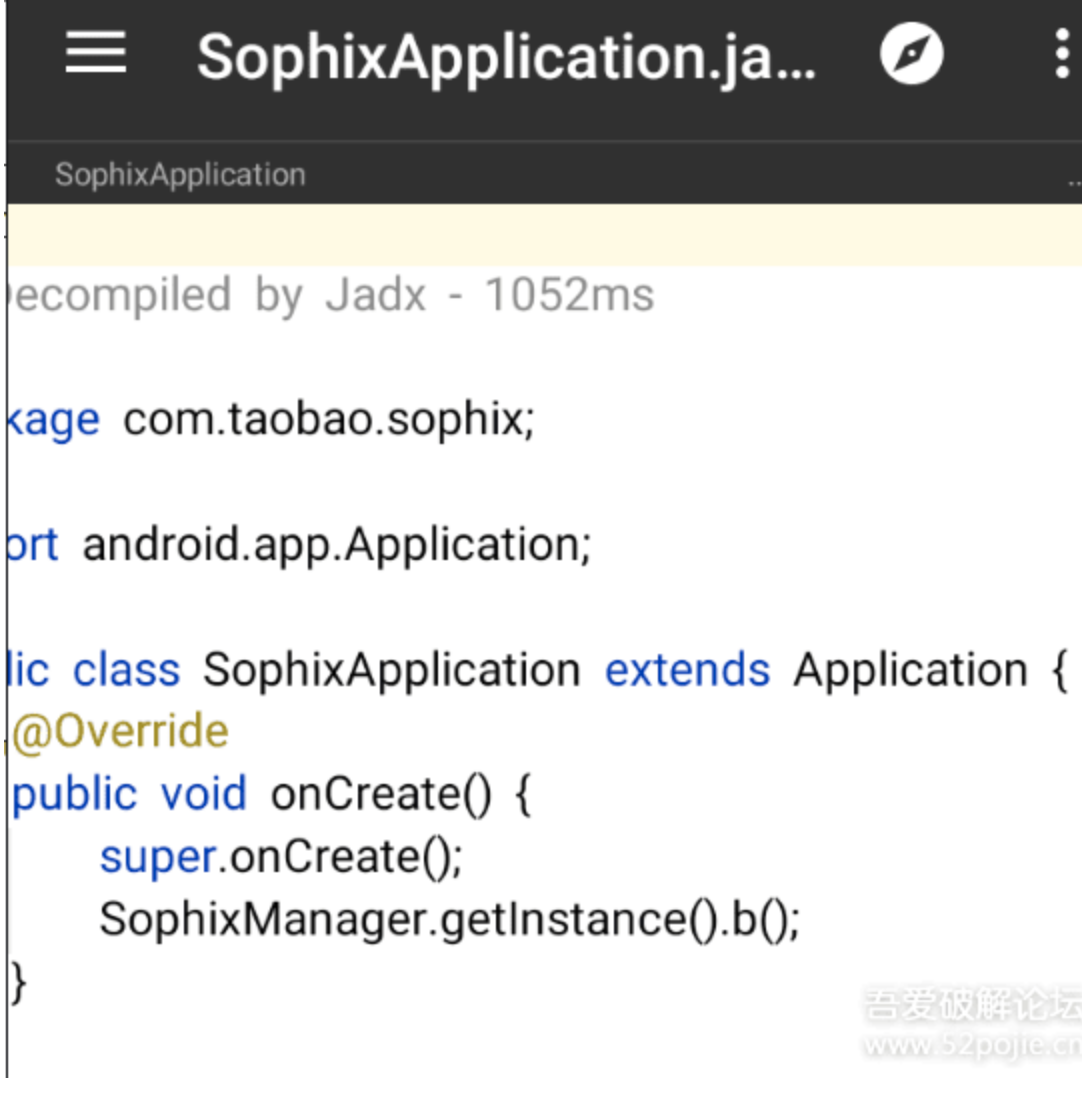 SophixApplication.ja...
SophixApplication
..
ecompiled by Jadx - 1052ms
kage com.taobao.sophix;
ort android.app.Application;
lic class SophixApplication extends Application {
@Override
public void onCreate() {
super.onCreate();
SophixManager.getInstance().b();
}
吾爱破解论坛
www.52pojie.cn